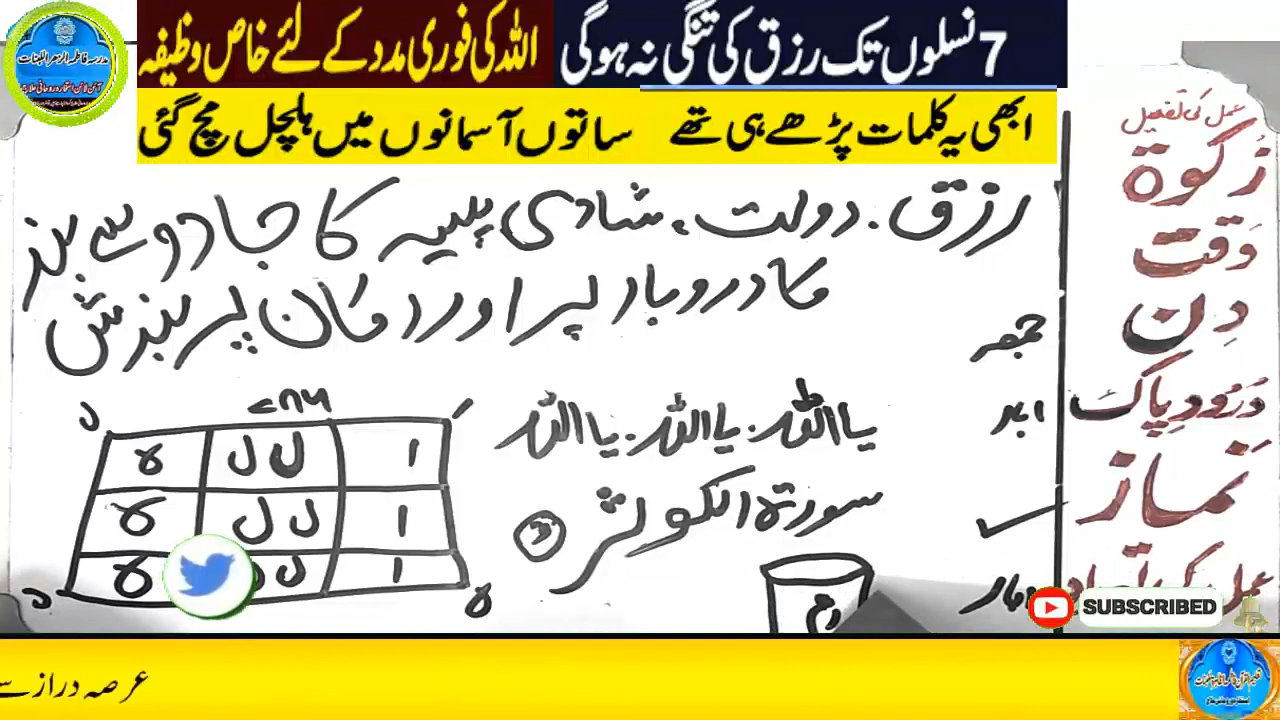 7 نسلوں تک رزق کی تنگی نہ ہوگی
اللہ کی فوری مدد کے لئے خاص وظیفہ
ابھی یہ کلمات پڑھے ہی تھے ساتوں آسمانوں میں ہلچل مچ گئی
رزق . دولت ، شادی پیسہ کا جادو سے بند
کاروبار پر اور دکان پر بندش
یا اللہ . یا اللہ . یا اللہ
سورۃ الکوثر
٧٨٦
ا ل ل ہ
ا ل ل ہ
ا ل ل ہ
عمل کی تفصیل
زکوۃ
وقت
دن
جمعہ
درود پاک
نماز
SUBSCRIBED
عرصہ دراز سے